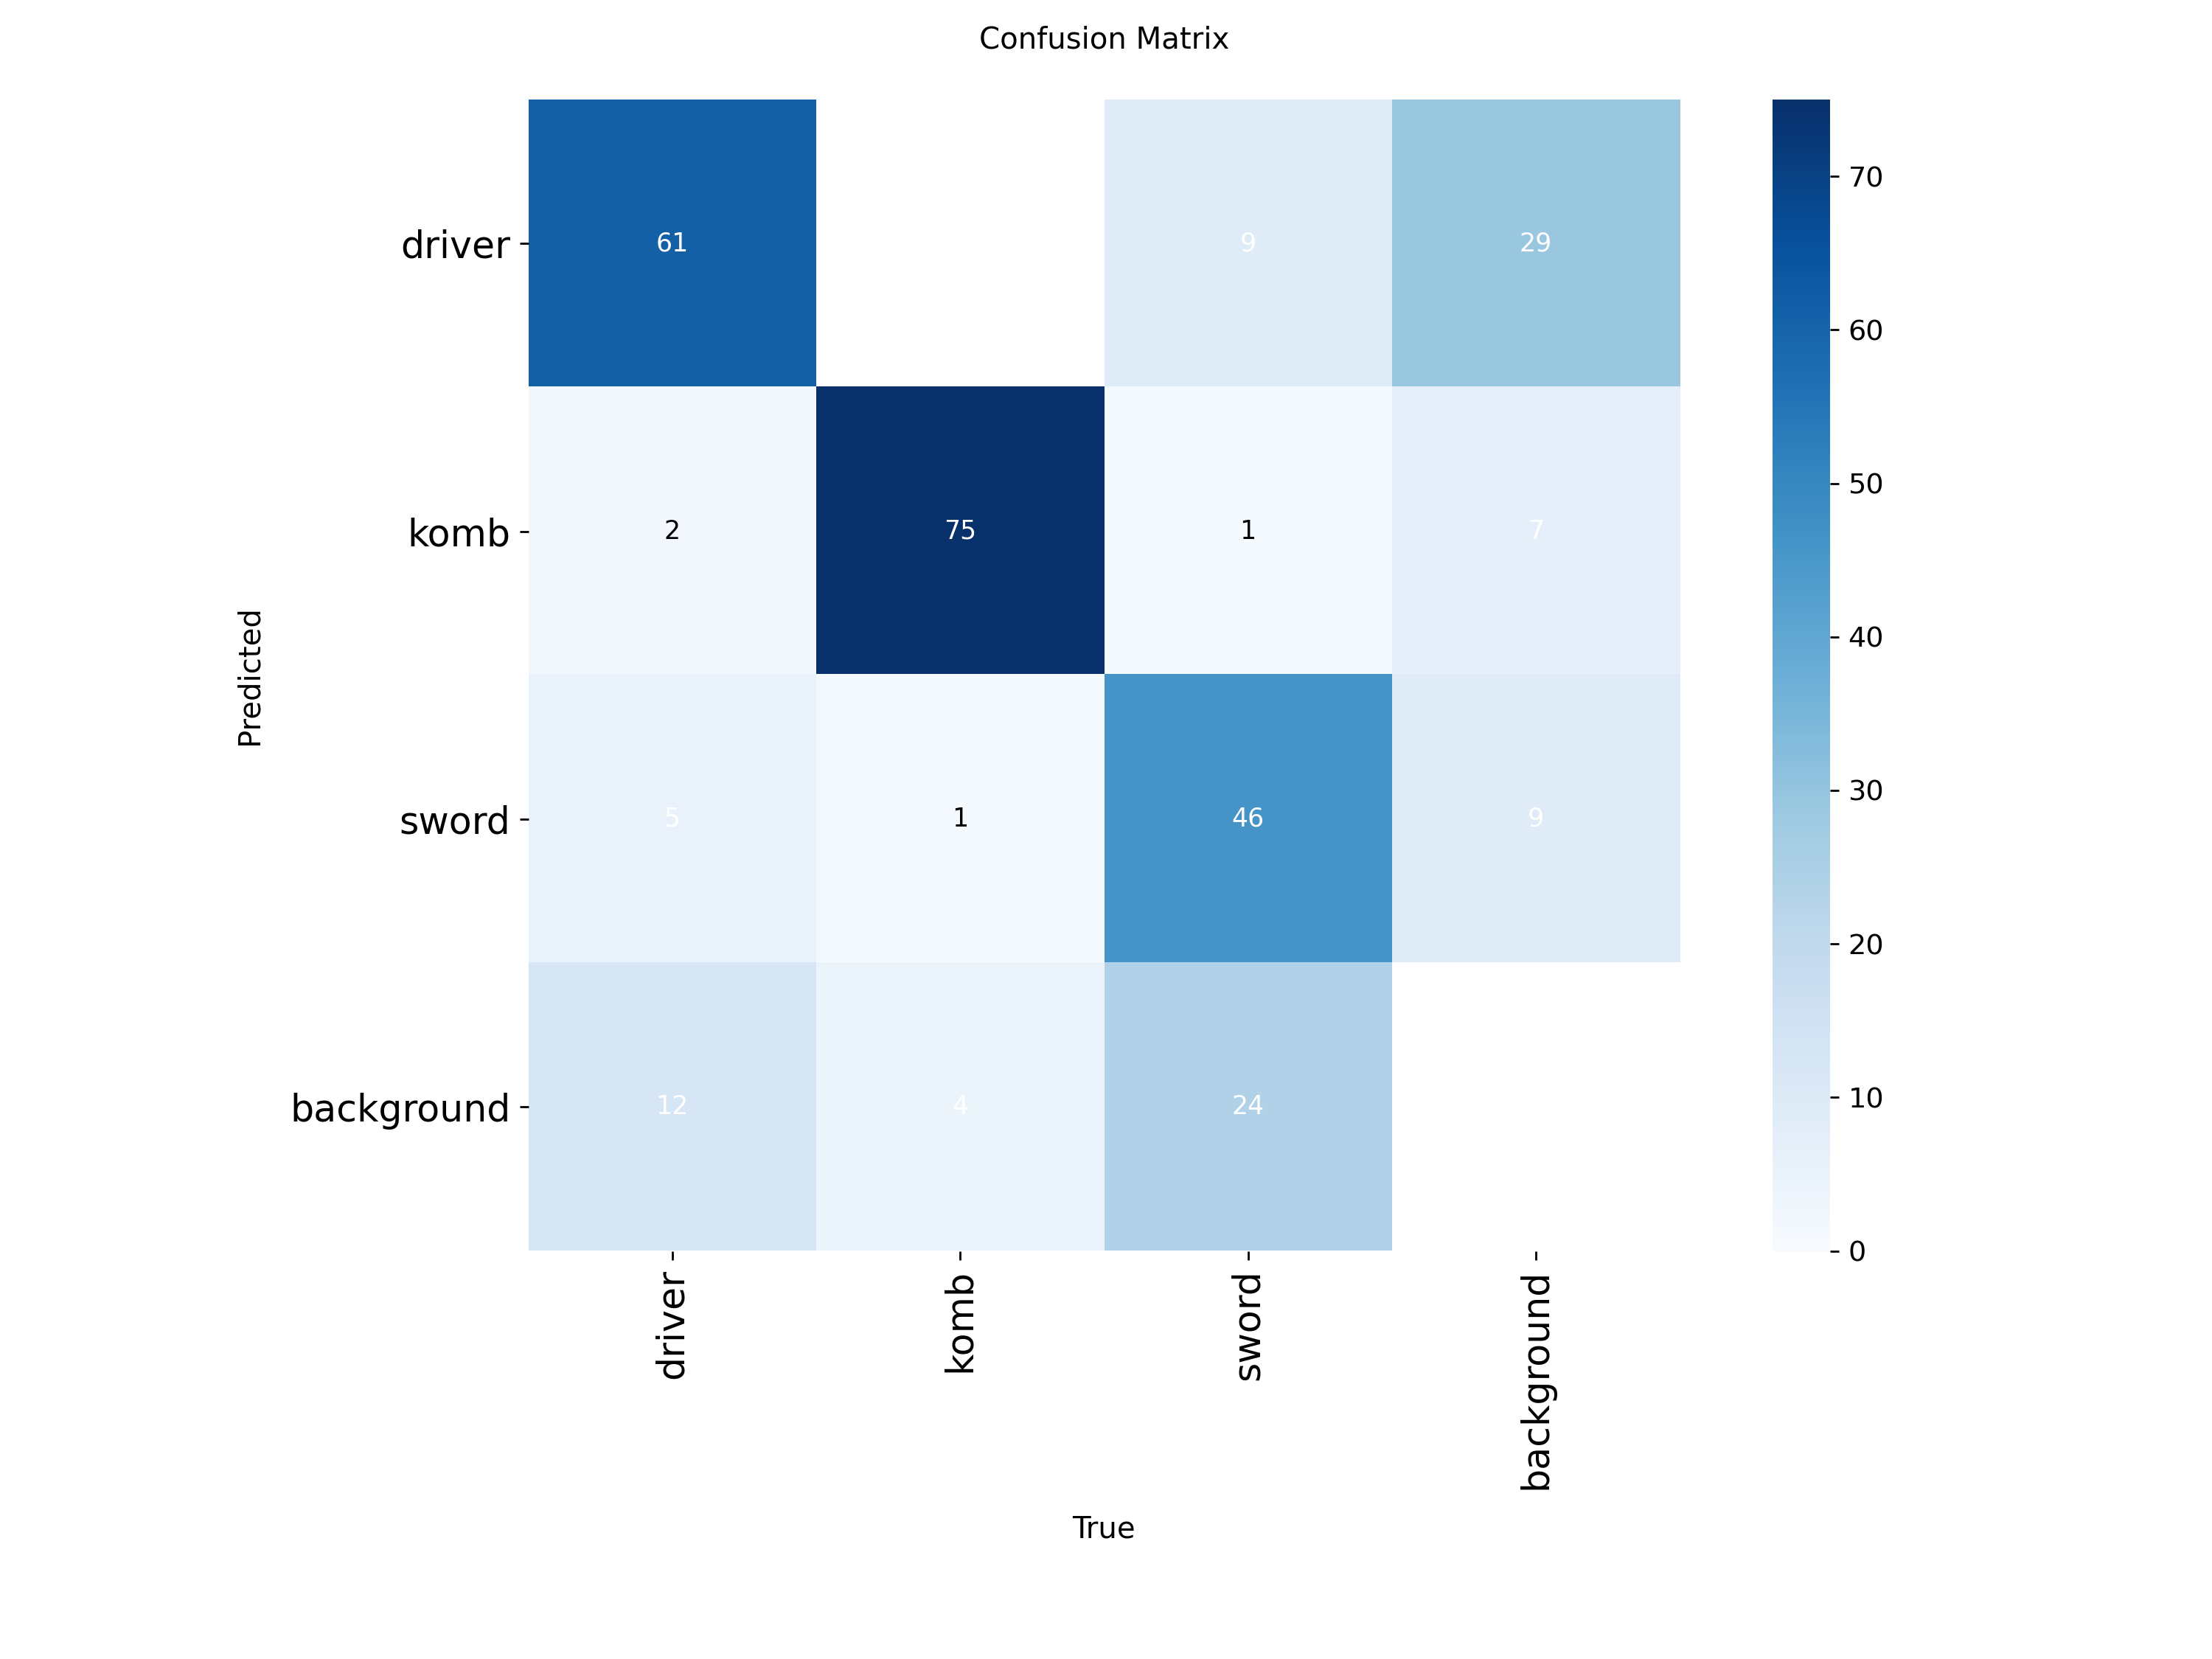 Confusion Matrix
driver 61 9 29
komb 2 75 1 7
sword 5 1 46 9
background 12 4 24
driver komb sword background
Predicted
True
70
60
50
40
30
20
10
0